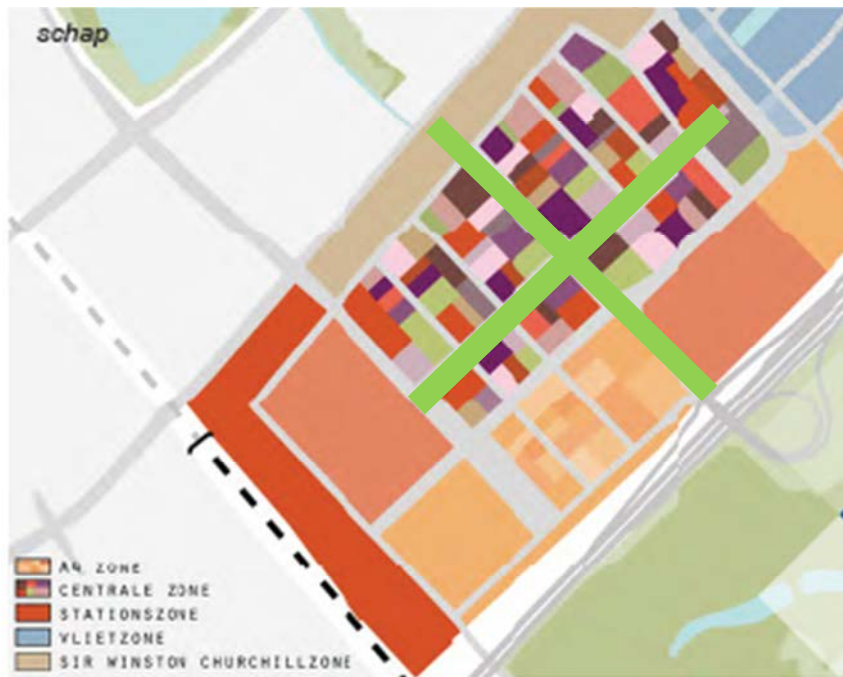 schap
A4 ZONE
CENTRALE ZONE
STATIONSZONE
VLIETZONE
SIR WINSTON CHURCHILLZONE